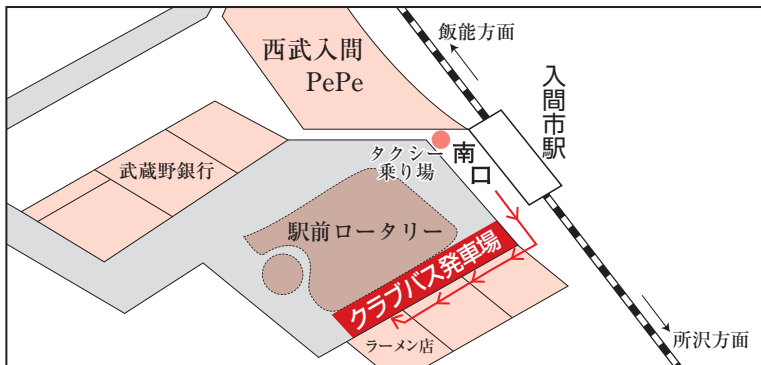 西武入間
PePe
飯能方面
入間市駅
武蔵野銀行
タクシー
乗り場
南口
駅前ロータリー
クラブバス発車場
ラーメン店
所沢方面